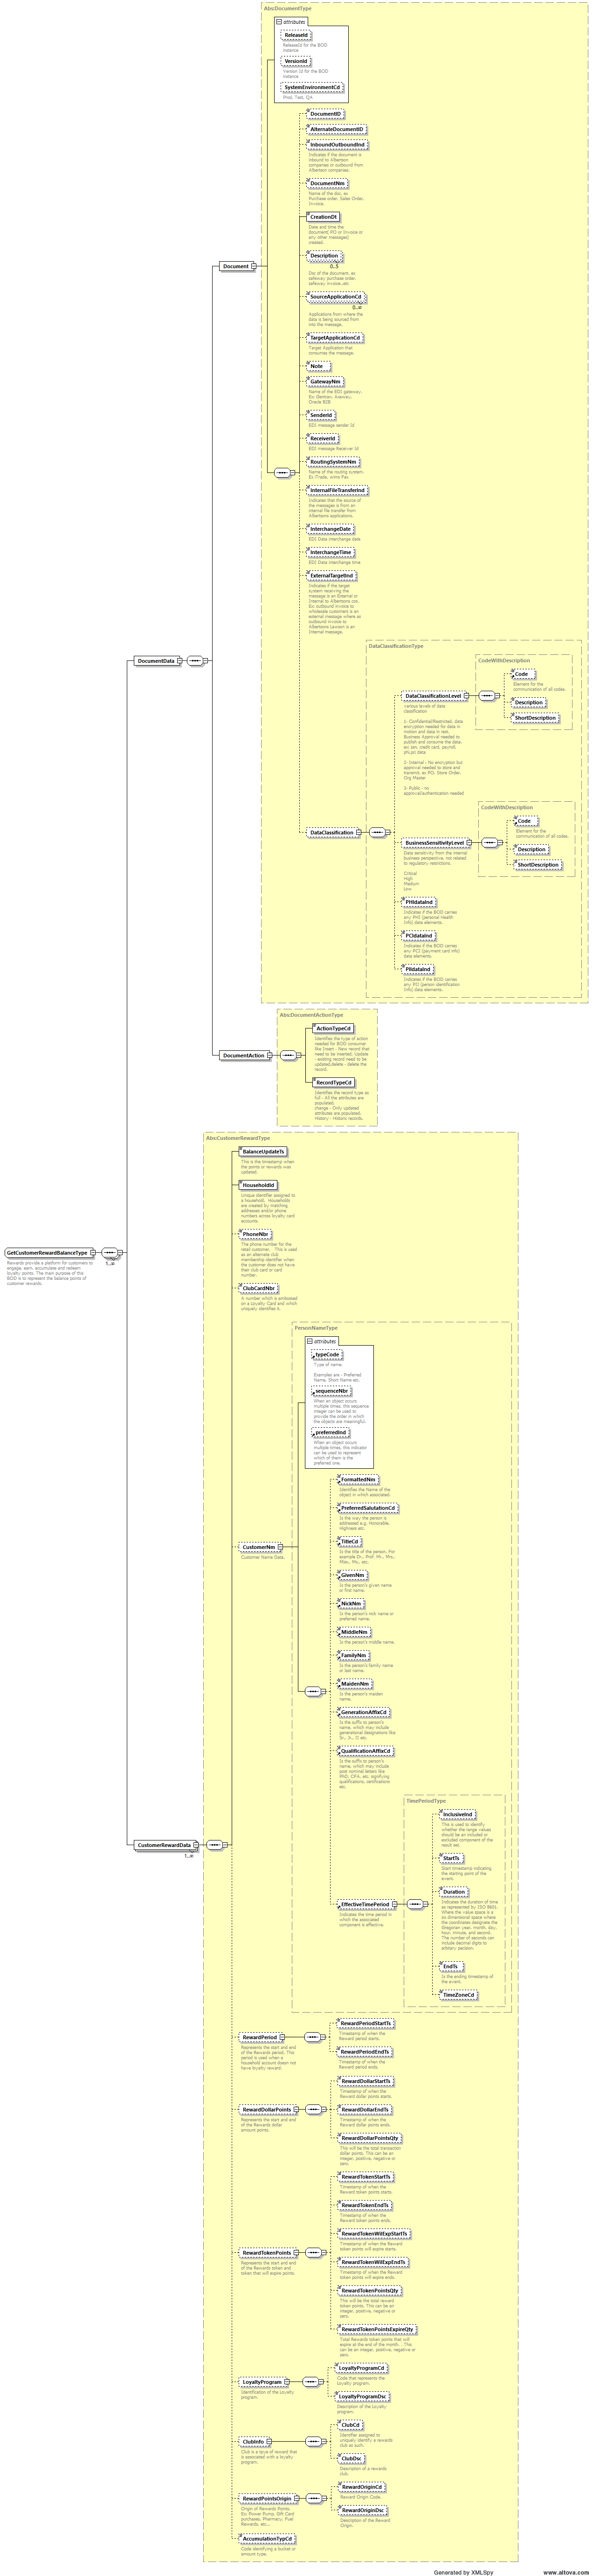 Abs:DocumentType
attributes
ReleaseId
ReleaseId for the BOD
instance
VersionId
Version Id for the BOD
instance
SystemEnvironmentCd
Prod, Test, QA
DocumentID
AlternateDocumentID
InboundOutboundInd
Indicates if the document is
inbound to Albertson
companies or outbound from
Albertson companies.
DocumentNm
Name of the doc, ex
Purchase order, Sales Order,
Invoice.
CreationDt
Date and time the
document( PO or Invoice or
any other messages)
created.
Document
Description
0..5
Dsc of the document, ex
safeway purchase order,
safeway invoice..etc
SourceApplicationCd
0..∞
Applications from where the
data is being sourced from
into the message.
TargetApplicationCd
Target Application that
consumes the message.
Note
GatewayNm
Name of the EDI gateway.
Ex: Gentran, Axway,
Oracle B2B
SenderId
EDI message sender Id
ReceiverId
EDI message Receiver Id
RoutingSystemNm
Name of the routing system.
Ex-iTrade, xtrns Fax
InternalFileTransferInd
Indicates that the source of
the messages is from an
internal file transfer from
Albertsons applications.
InterchangeDate
EDI Data interchange date
InterchangeTime
EDI Data interchange time
ExternalTargetInd
Indicates if the target
system receiving the
message is an External or
Internal to Albertsons cos.
Ex: outbound invoice to
wholesale customers is an
external message where as
outbound invoice to
Albertsons Lawson is an
Internal message.
DocumentData
DataClassificationType
CodeWithDescription
DataClassificationLevel
various levels of data
classification
1- Confidential/Restricted, data
encryption needed for data in
motion and data in rest.
Business Approval needed to
publish and consume the data.
ex: ssn, credit card, payroll,
phi,pci data
2- Internal - No encryption but
approval needed to store and
transmit. ex PO, Store Order,
Org Master
3- Public - no
approval/authentication needed
Code
Element for the
communication of all codes.
Description
ShortDescription
DataClassification
CodeWithDescription
BusinessSensitivityLevel
Data sensitivity from the internal
business perspective, not related
to regulatory restrictions.
Critical
High
Medium
Low
Code
Element for the
communication of all codes.
Description
ShortDescription
PHIdataInd
Indicates if the BOD carries
any PHI (personal Health
Info) data elements.
PCIdataInd
Indicates if the BOD carries
any PCI (payment card info)
data elements.
PIIdataInd
Indicates if the BOD carries
any PII (person identification
Info) data elements.
Abs:DocumentActionType
DocumentAction
ActionTypeCd
Identifies the type of action
needed for BOD consumer
like Insert - New record that
need to be inserted. Update
- existing record need to be
updated,delete - delete the
record.
RecordTypeCd
Identifies the record type as
full - All the attributes are
populated.
change - Only updated
attributes are populated.
History - Historic records.
GetCustomerRewardBalanceType
1..∞
Rewards provide a platform for customers to
engage, earn, accumulate and redeem
loyalty points. The main purpose of this
BOD is to represent the balance points of
customer rewards
Abs:CustomerRewardType
BalanceUpdateTs
This is the timestamp when
the points or rewards was
updated.
HouseholdId
Unique identifier assigned to
a household. Households
are created by matching
addresses and/or phone
numbers across loyalty card
accounts.
PhoneNbr
The phone number for the
retail customer. This is used
as an alternate club
membership identifier when
the customer does not have
their club card or card
number.
ClubCardNbr
A number which is embossed
on a Loyalty Card and which
uniquely identifies it.
PersonNameType
attributes
typeCode
Type of name.
Examples are - Preferred
Name, Short Name etc.
sequenceNbr
When an object occurs
multiple times, this sequence
integer can be used to
provide the order in which
the objects are meaningful.
preferredInd
When an object occurs
multiple times, this indicator
can be used to represent
which of them is the
preferred one.
CustomerNm
Customer Name Data.
FormattedNm
Identifies the Name of the
object in which associated.
PreferredSalutationCd
Is the way the person is
addressed e.g. Honorable,
Highness etc.
TitleCd
Is the title of the person. For
example Dr., Prof. Mr., Mrs.,
Miss., Ms., etc.
GivenNm
Is the person's given name
or first name.
NickNm
Is the person's nick name or
preferred name.
MiddleNm
Is the person's middle name.
FamilyNm
Is the person's family name
or last name.
MaidenNm
Is the person's maiden
name.
GenerationAffixCd
Is the suffix to person's
name, which may include
generational designations like
Sr., Jr., II etc.
QualificationAffixCd
Is the suffix to person's
name, which may include
post nominal letters like
PhD, CPA, etc. signifying
qualifications, certifications
etc.
TimePeriodType
EffectiveTimePeriod
Indicates the time period in
which the associated
component is effective.
InclusiveInd
This is used to identify
whether the range values
should be an included or
excluded component of the
result set.
StartTs
Start timestamp indicating
the starting point of the
event.
Duration
Indicates the duration of time
as represented by ISO 8601.
Where the value space is a
six dimensional space where
the coordinates designate the
Gregorian year, month, day,
hour, minute, and second.
The number of seconds can
include decimal digits to
arbitrary decision.
EndTs
Is the ending timestamp of
the event.
TimeZoneCd
CustomerRewardData
1..∞
RewardPeriod
Represents the start and end
of the Rewards period. This
period is used when a
household account dosen not
have loyalty reward.
RewardPeriodStartTs
Timestamp of when the
Reward period starts.
RewardPeriodEndTs
Timestamp of when the
Reward period ends.
RewardDollarPoints
Represents the start and end
of the Rewards dollar
amount points.
RewardDollarStartTs
Timestamp of when the
Reward dollar points starts.
RewardDollarEndTs
Timestamp of when the
Reward dollar points ends.
RewardDollarPointsQty
This will be the total transaction
dollar points. This can be an
integer, positive, negative or
zero.
RewardTokenPoints
Represents the start and end
of the Rewards token and
token that will expire points.
RewardTokenStartTs
Timestamp of when the
Reward token points starts.
RewardTokenEndTs
Timestamp of when the
Reward token points ends.
RewardTokenWilExpStartTs
Timestamp of when the Reward
token points will expire starts.
RewardTokenWilExpEndTs
Timestamp of when the Reward
token points will expire ends.
RewardTokenPointsQty
This will be the total reward
token points. This can be an
integer, positive, negative or
zero.
RewardTokenPointsExpireQty
Total Rewards token points that will
expire at the end of the month. . This
can be an integer, positive, negative or
zero.
LoyaltyProgram
Identification of the Loyalty
program.
LoyaltyProgramCd
Code that represents the
Loyalty program.
LoyaltyProgramDsc
Description of the Loyalty
program.
ClubInfo
Club is a type of reward that
is associated with a loyalty
program.
ClubCd
Identifier assigned to
uniquely identify a rewards
club as such.
ClubDsc
Description of a rewards
club.
RewardPointsOrigin
Origin of Rewards Points.
Ex: Power Pump, Gift Card
purchases, Pharmacy, Fuel
Rewards, etc..
RewardOriginCd
Reward Origin Code.
RewardOriginDsc
Description of the Reward
Origin.
AccumulationTypCd
Code identifying a bucket or
amount type.
Generated by XMLSpy
www.altova.com